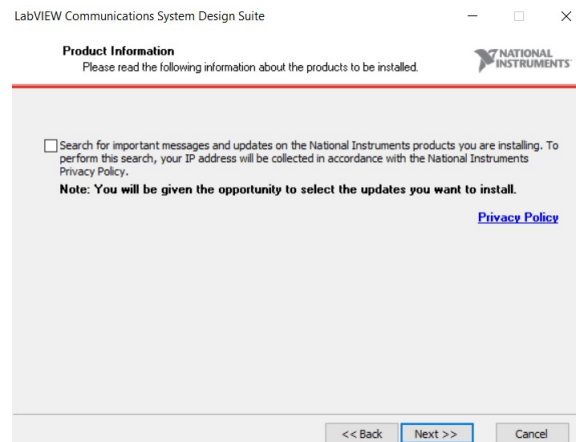 LabVIEW Communications System Design Suite
Product Information
Please read the following information about the products to be installed.
NATIONAL
INSTRUMENTS
Search for important messages and updates on the National Instruments products you are installing. To
perform this search, your IP address will be collected in accordance with the National Instruments
Privacy Policy.
Note: You will be given the opportunity to select the updates you want to install.
Privacy Policy
<< Back Next >> Cancel